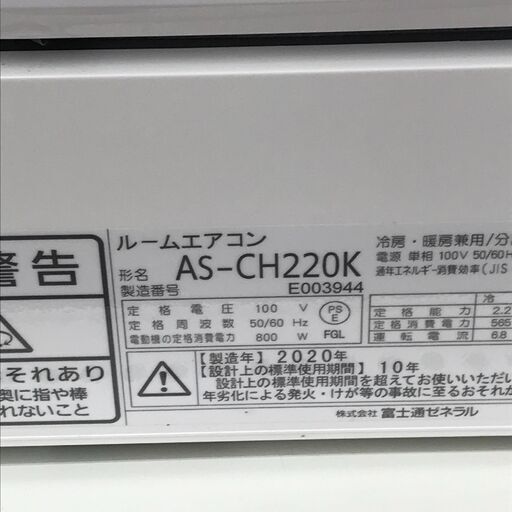 警告
それあり
奥に指や棒
れないこと
ルームエアコン
形名 AS-CH220K
製造番号 E003944
定格電圧 100 V
定格周波数 50/60 Hz
電動機の定格消費電力 800 W
PS
E
FGL
冷房・暖房兼用/分
電源 単相 100V 50/60H
通年エネルギー消費効率(JIS
冷
定格能力 2.2
定格消費電力 565
運転電流 6.8
【製造年】2020年
【設計上の標準使用期間】10年
設計上の標準使用期間を超えてお使いいただい
年劣化による発火・けが等の事故に至るおそれか
株式会社 富士通ゼネラル